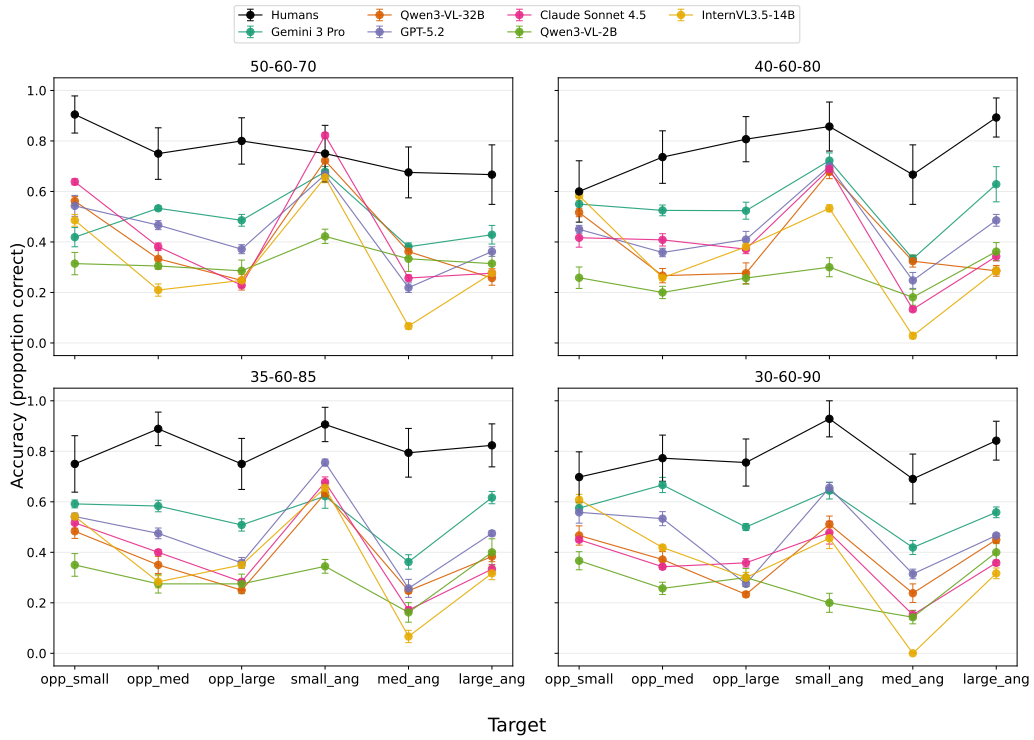 Humans
Gemini 3 Pro
Qwen3-VL-32B
GPT-5.2
Claude Sonnet 4.5
Qwen3-VL-2B
InternVL3.5-14B
50-60-70
40-60-80
1.0
0.8
0.6
0.4
0.2
0.0
35-60-85
30-60-90
1.0
0.8
0.6
0.4
0.2
0.0
Accuracy (proportion correct)
opp_small opp_med opp_large small_ang med_ang large_ang
opp_small opp_med opp_large small_ang med_ang large_ang
Target